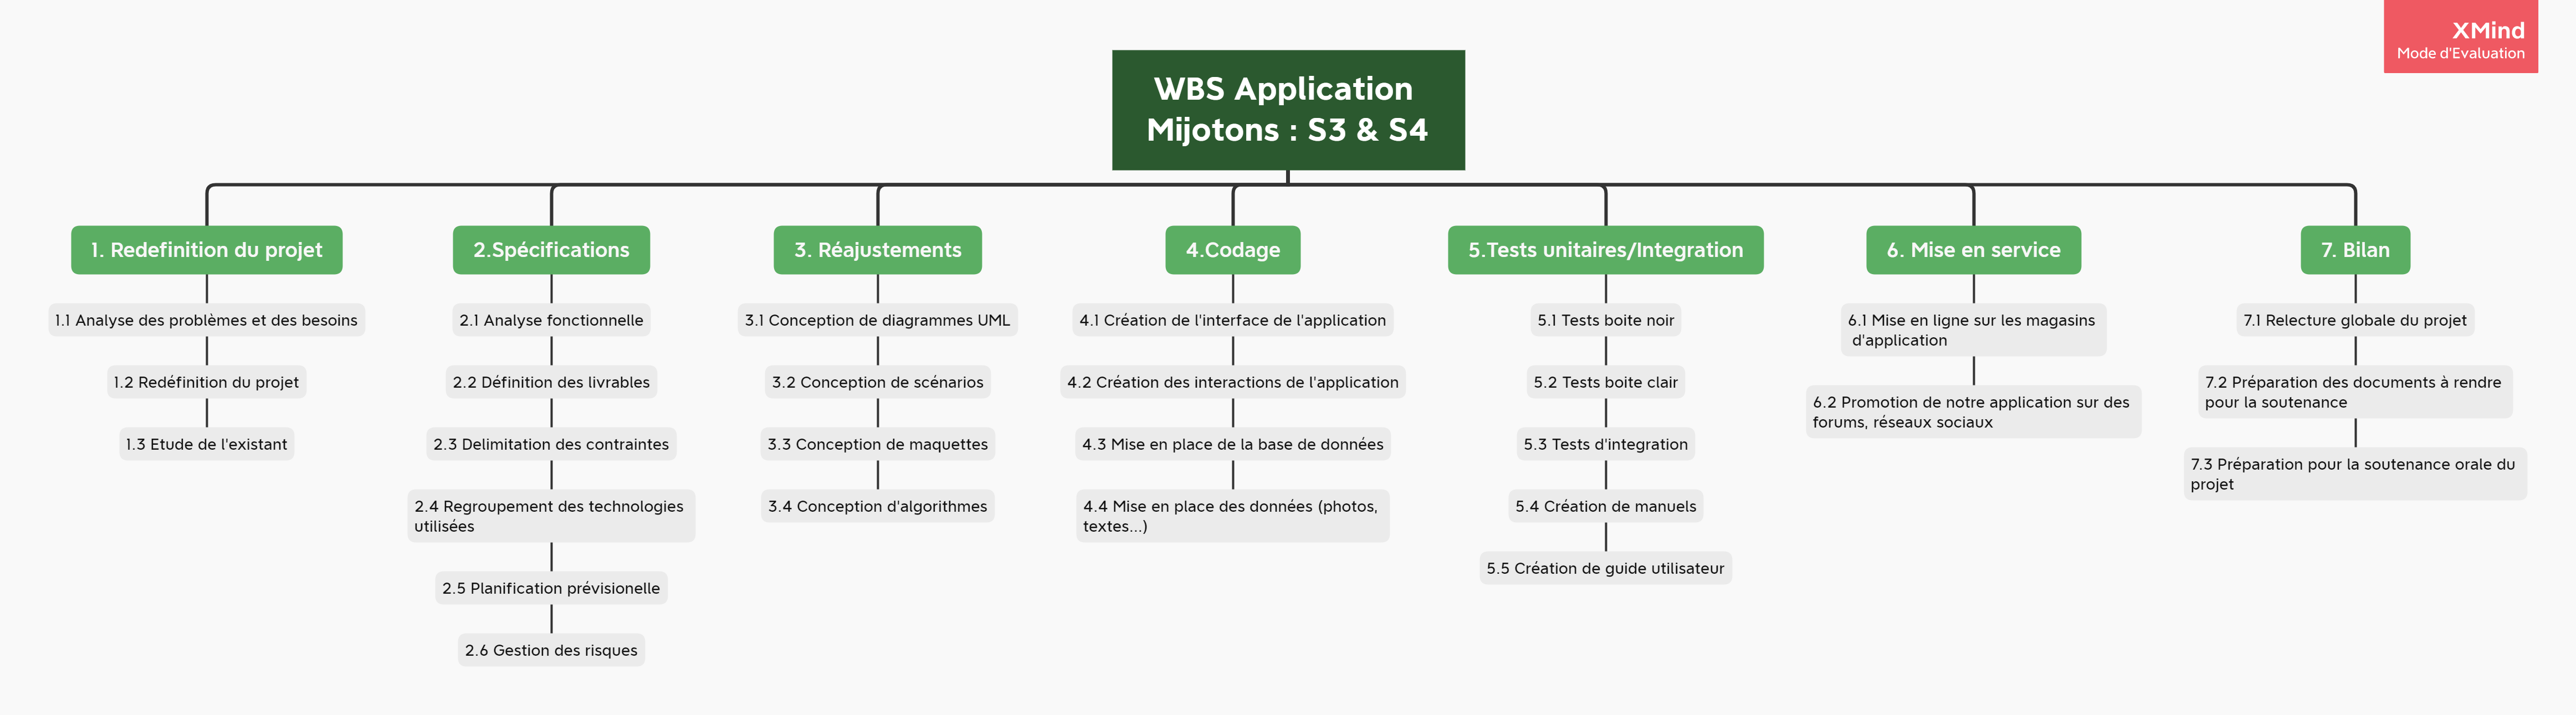 XMind
Mode d'Evaluation
WBS Application
Mijotons : S3 & S4
1. Redefinition du projet
1.1 Analyse des problèmes et des besoins
1.2 Redéfinition du projet
1.3 Etude de l'existant
2.Spécifications
2.1 Analyse fonctionnelle
2.2 Définition des livrables
2.3 Delimitation des contraintes
2.4 Regroupement des technologies
utilisées
2.5 Planification prévisionelle
2.6 Gestion des risques
3. Réajustements
3.1 Conception de diagrammes UML
3.2 Conception de scénarios
3.3 Conception de maquettes
3.4 Conception d'algorithmes
4.Codage
4.1 Création de l'interface de l'application
4.2 Création des interactions de l'application
4.3 Mise en place de la base de données
4.4 Mise en place des données (photos,
textes...)
5.Tests unitaires/Integration
5.1 Tests boite noir
5.2 Tests boite clair
5.3 Tests d'integration
5.4 Création de manuels
5.5 Création de guide utilisateur
6. Mise en service
6.1 Mise en ligne sur les magasins
d'application
6.2 Promotion de notre application sur des
forums, réseaux sociaux
7. Bilan
7.1 Relecture globale du projet
7.2 Préparation des documents à rendre
pour la soutenance
7.3 Préparation pour la soutenance orale du
projet